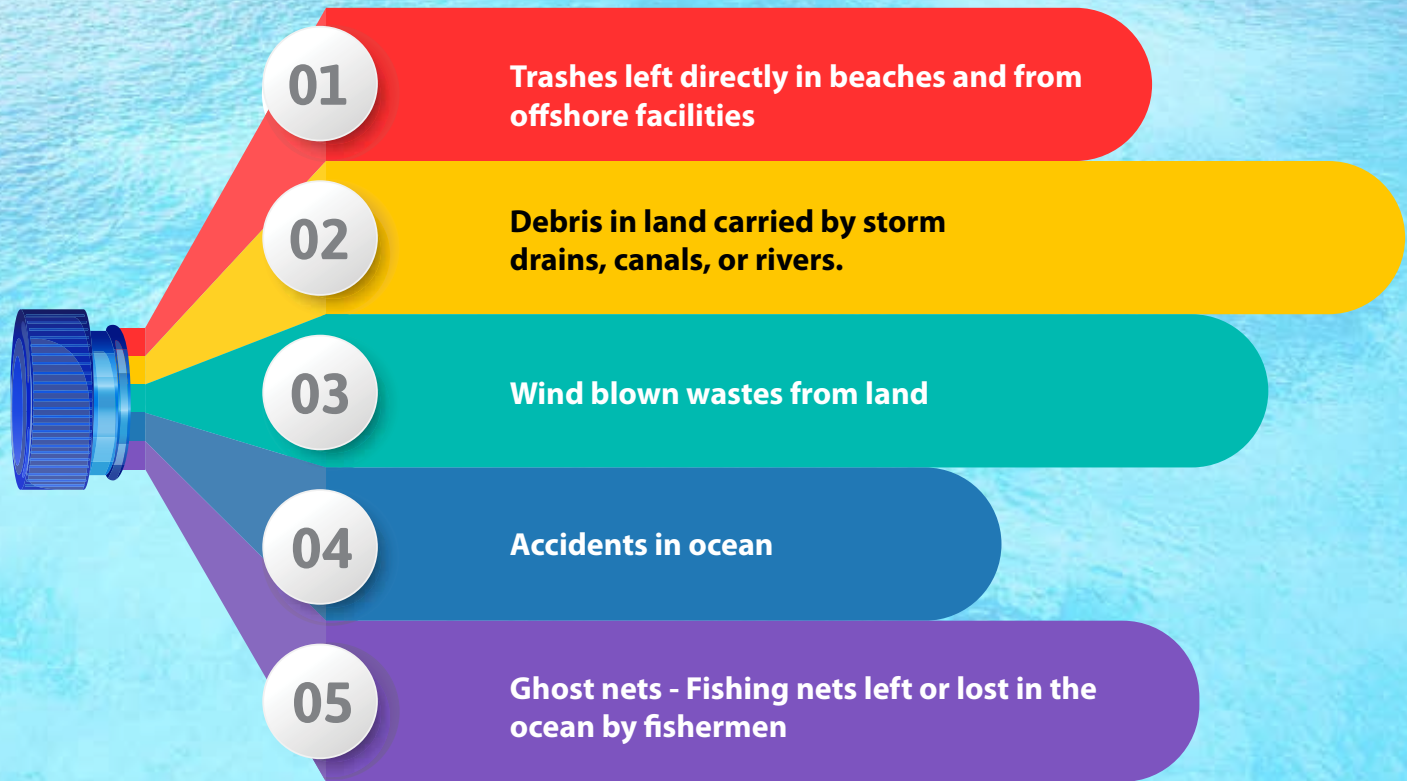 01
Trashes left directly in beaches and from
offshore facilities
02
Debris in land carried by storm
drains, canals, or rivers.
03
Wind blown wastes from land
04
Accidents in ocean
05
Ghost nets - Fishing nets left or lost in the
ocean by fishermen